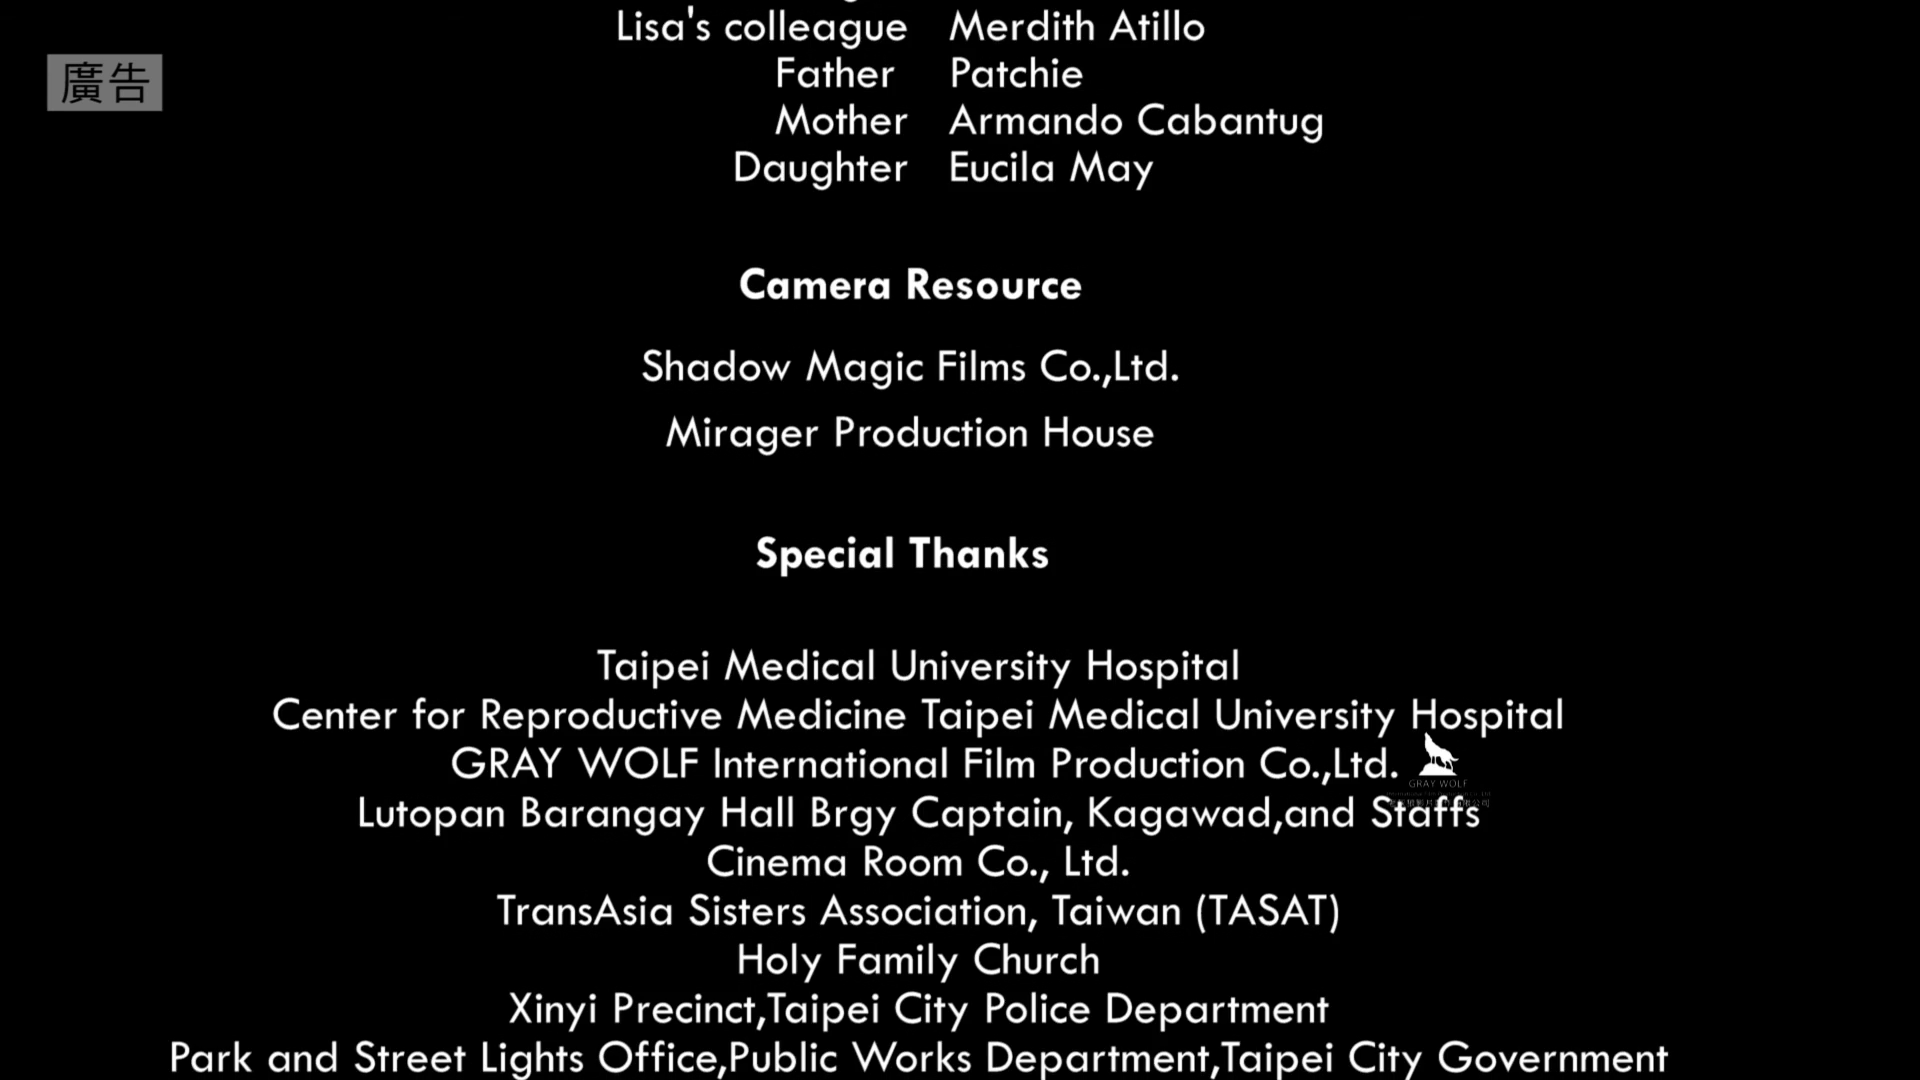 廣告
Lisa's colleague Merdith Atillo
Father Patchie
Mother Armando Cabantug
Daughter Eucila May
Camera Resource
Shadow Magic Films Co.,Ltd.
Mirager Production House
Special Thanks
Taipei Medical University Hospital
Center for Reproductive Medicine Taipei Medical University Hospital
GRAY WOLF International Film Production Co.,Ltd.
GRAY WOLF
Lutopan Barangay Hall Brgy Captain, Kagawad,and Staffs
Cinema Room Co., Ltd.
TransAsia Sisters Association, Taiwan (TASAT)
Holy Family Church
Xinyi Precinct,Taipei City Police Department
Park and Street Lights Office,Public Works Department,Taipei City Government